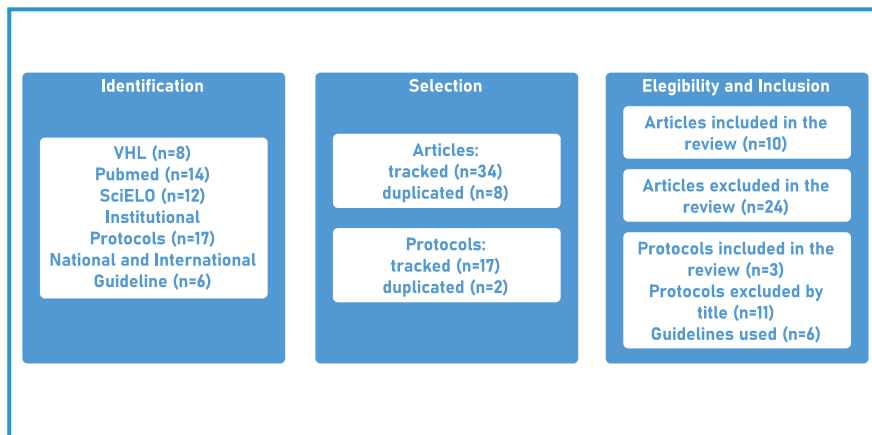 Identification
VHL (n=8)
Pubmed (n=14)
SciELO (n=12)
Institutional
Protocols (n=17)
National and International
Guideline (n=6)
Selection
Articles:
tracked (n=34)
duplicated (n=8)
Protocols:
tracked (n=17)
duplicated (n=2)
Elegibility and Inclusion
Articles included in the
review (n=10)
Articles excluded in the
review (n=24)
Protocols included in the
review (n=3)
Protocols excluded by
title (n=11)
Guidelines used (n=6)